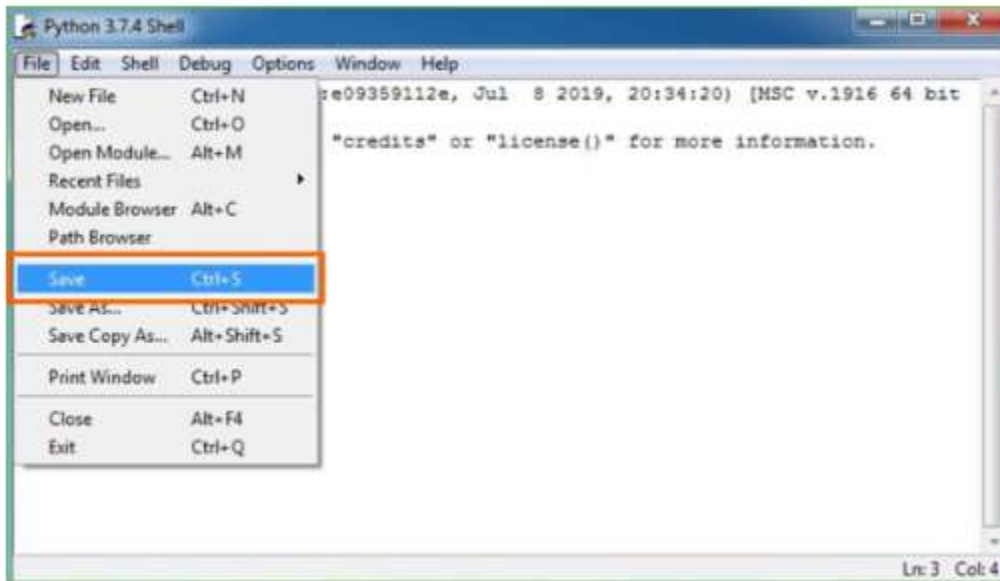 Python 3.7.4 Shell
File Edit Shell Debug Options Window Help
New File Ctrl+N
:e09359112e, Jul 8 2019, 20:34:20) [MSC v.1916 64 bit
Open... Ctrl+O
"credits" or "license()" for more information.
Open Module... Alt+M
Recent Files
Module Browser Alt+C
Path Browser
Save Ctrl+S
Save As... Ctrl+Shift+S
Save Copy As... Alt+Shift+S
Print Window Ctrl+P
Close Alt+F4
Exit Ctrl+Q
Ln: 3 Col: 4